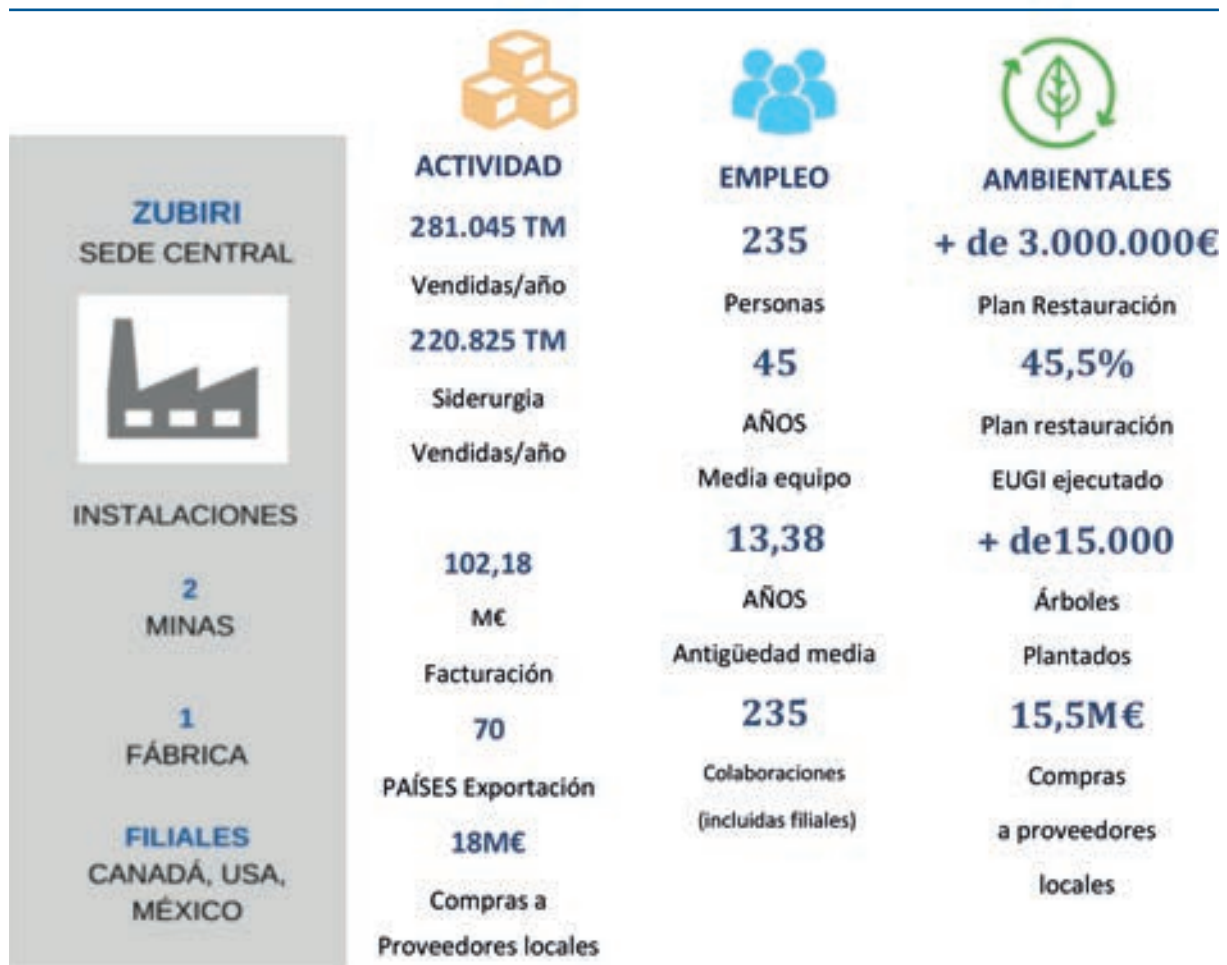 ZUBIRI
SEDE CENTRAL
INSTALACIONES
2
MINAS
1
FÁBRICA
FILIALES
CANADÁ, USA,
MÉXICO
ACTIVIDAD
281.045 TM
Vendidas/año
220.825 TM
Siderurgia
Vendidas/año
102,18
M€
Facturación
70
PAÍSES Exportación
18M€
Compras a
Proveedores locales
EMPLEO
235
Personas
45
AÑOS
Media equipo
13,38
AÑOS
Antigüedad media
235
Colaboraciones
(incluidas filiales)
AMBIENTALES
+ de 3.000.000€
Plan Restauración
45,5%
Plan restauración
EUGI ejecutado
+ de15.000
Árboles
Plantados
15,5M€
Compras
a proveedores
locales